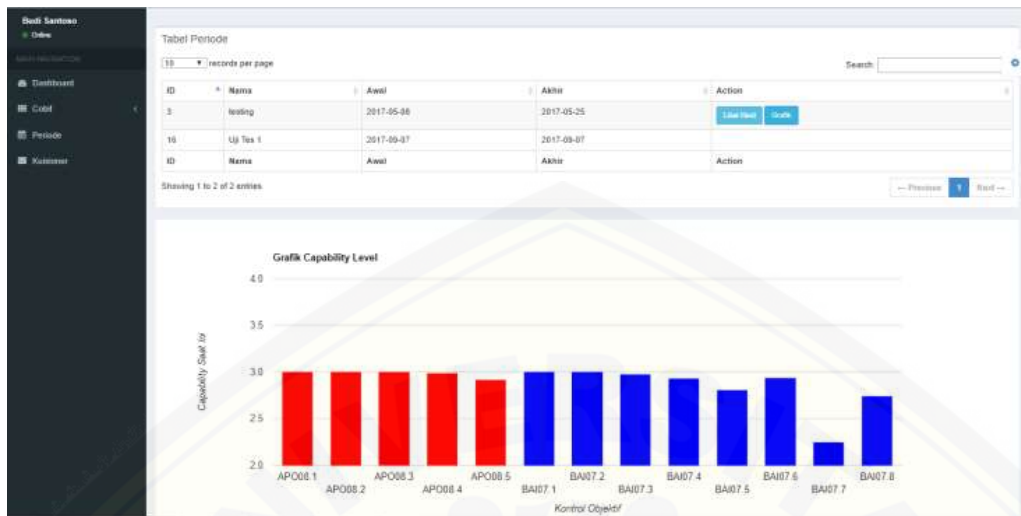 Budi Santoso
Online
MAIN NAVIGATION
Dashboard
Cobit
Periode
Kuisioner
Tabel Periode
10 records per page
Search:
ID Nama Awal Akhir Action
3 testing 2017-05-08 2017-05-25 Lihat Hasil Grafik
16 Uji Tes 1 2017-09-07 2017-09-07
ID Nama Awal Akhir Action
Showing 1 to 2 of 2 entries
← Previous 1 Next →
Grafik Capability Level
4.0
3.5
3.0
2.5
2.0
Capability Saat Ini
APO08.1 APO08.3 APO08.5 BAI07.2 BAI07.4 BAI07.6 BAI07.8
APO08.2 APO08.4 BAI07.1 BAI07.3 BAI07.5 BAI07.7
Kontrol Objektif